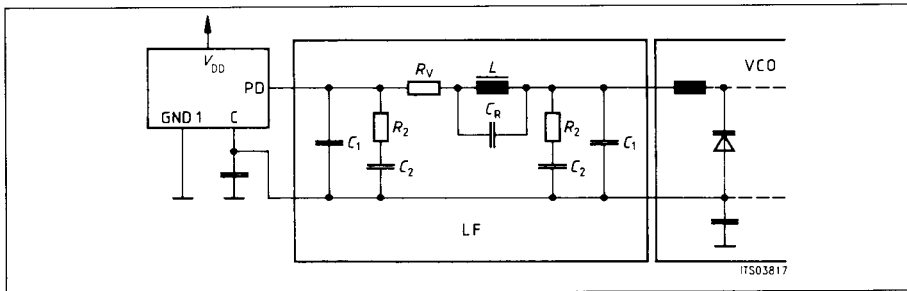 V_DD
PD
GND 1
C
C_1
R_2
C_2
R_V
L
C_R
R_2
C_2
C_1
LF
VCO
ITS03817